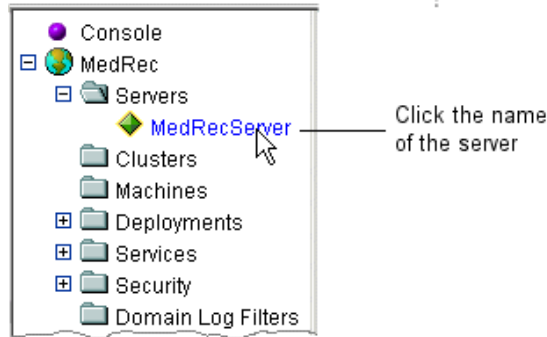 Console
MedRec
Servers
MedRecServer
Click the name
of the server
Clusters
Machines
Deployments
Services
Security
Domain Log Filters